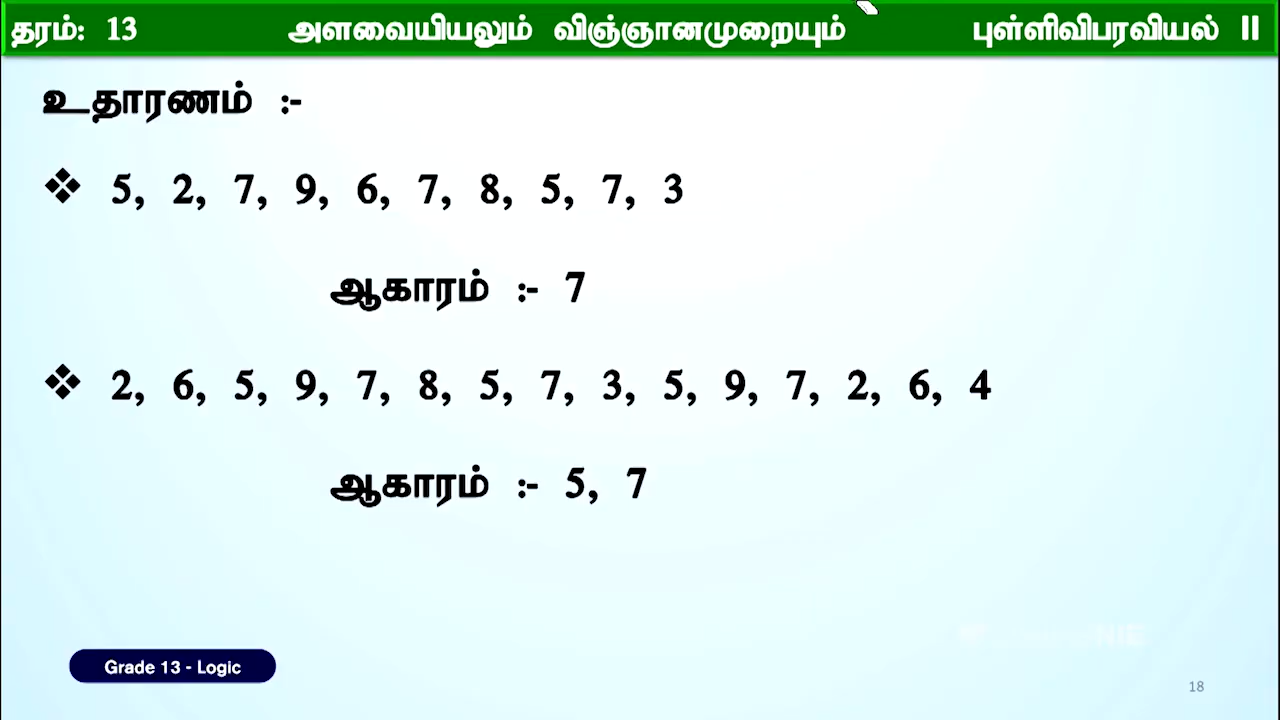 தரம்: 13 அளவையியலும் விஞ்ஞானமுறையும் புள்ளிவிபரவியல் II
உதாரணம் :-
❖ 5, 2, 7, 9, 6, 7, 8, 5, 7, 3
ஆகாரம் :- 7
❖ 2, 6, 5, 9, 7, 8, 5, 7, 3, 5, 9, 7, 2, 6, 4
ஆகாரம் :- 5, 7
Grade 13 - Logic
18